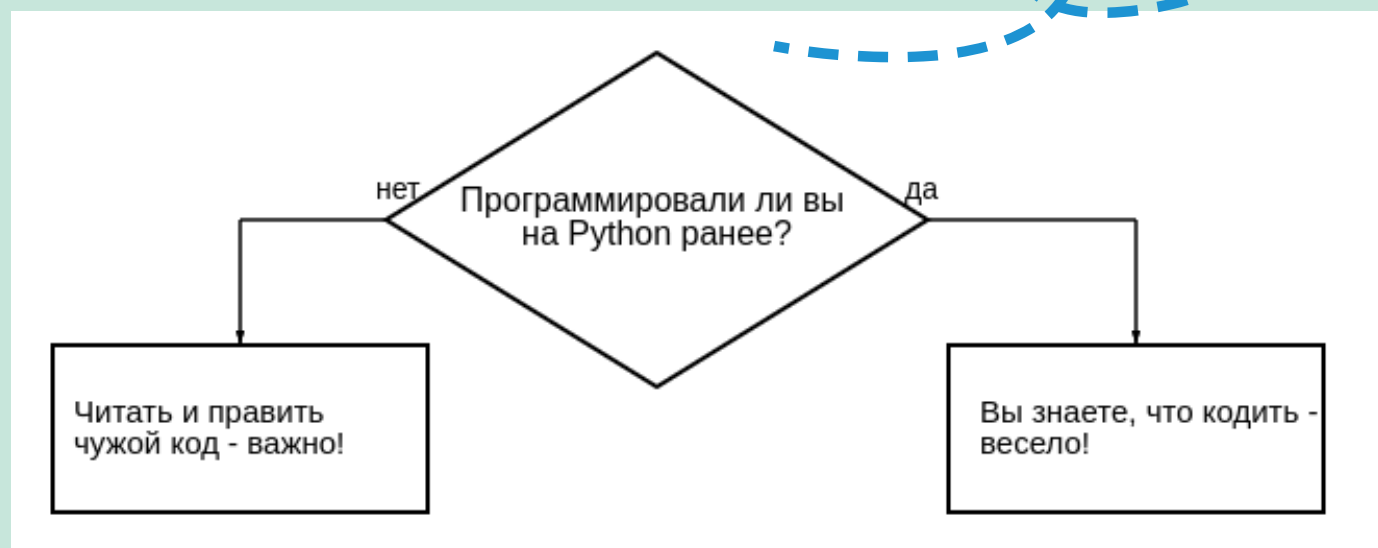 нет
Программировали ли вы
на Python ранее?
да
Читать и править
чужой код - важно!
Вы знаете, что кодить -
весело!